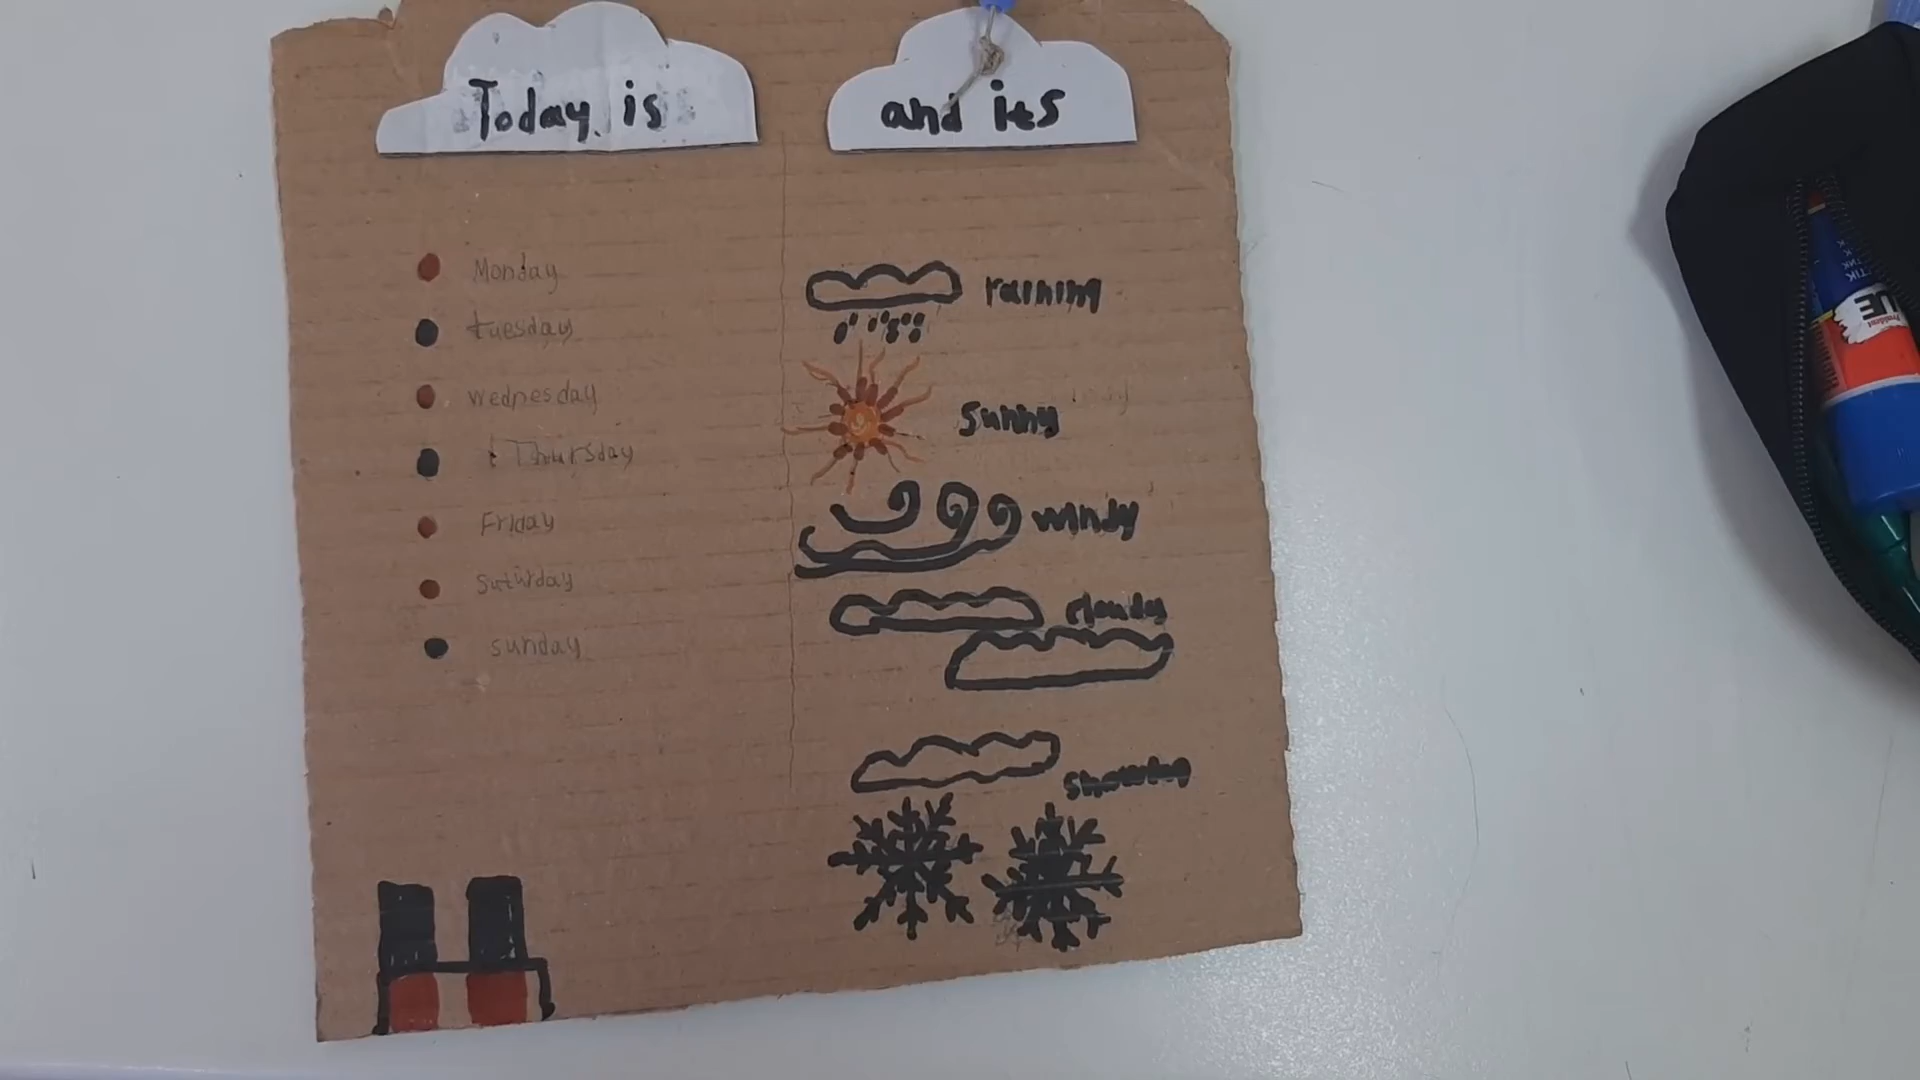 Today is
and its
Monday
tuesday
wednesday
Thursday
Friday
Saturday
sunday
raining
Sunny
windy
cloudy
snowing